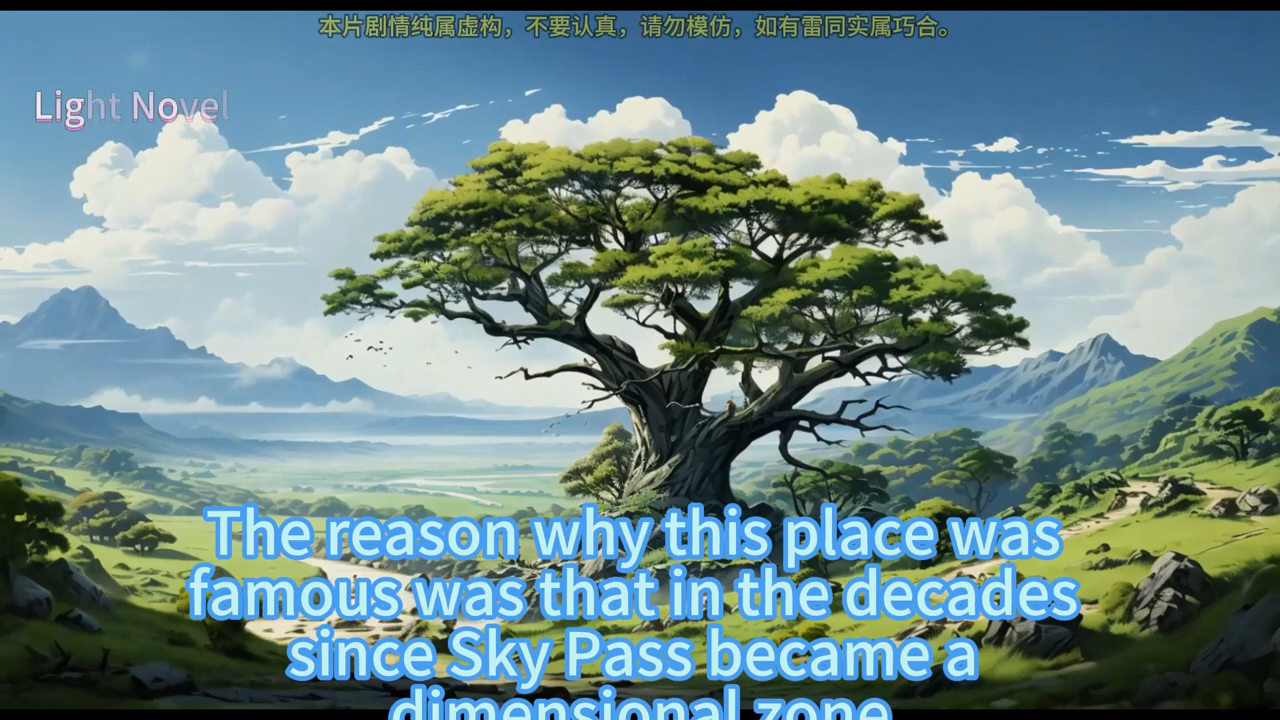 本片剧情纯属虚构，不要认真，请勿模仿，如有雷同实属巧合。
Light Novel
The reason why this place was
famous was that in the decades
since Sky Pass became a
dimensional zone